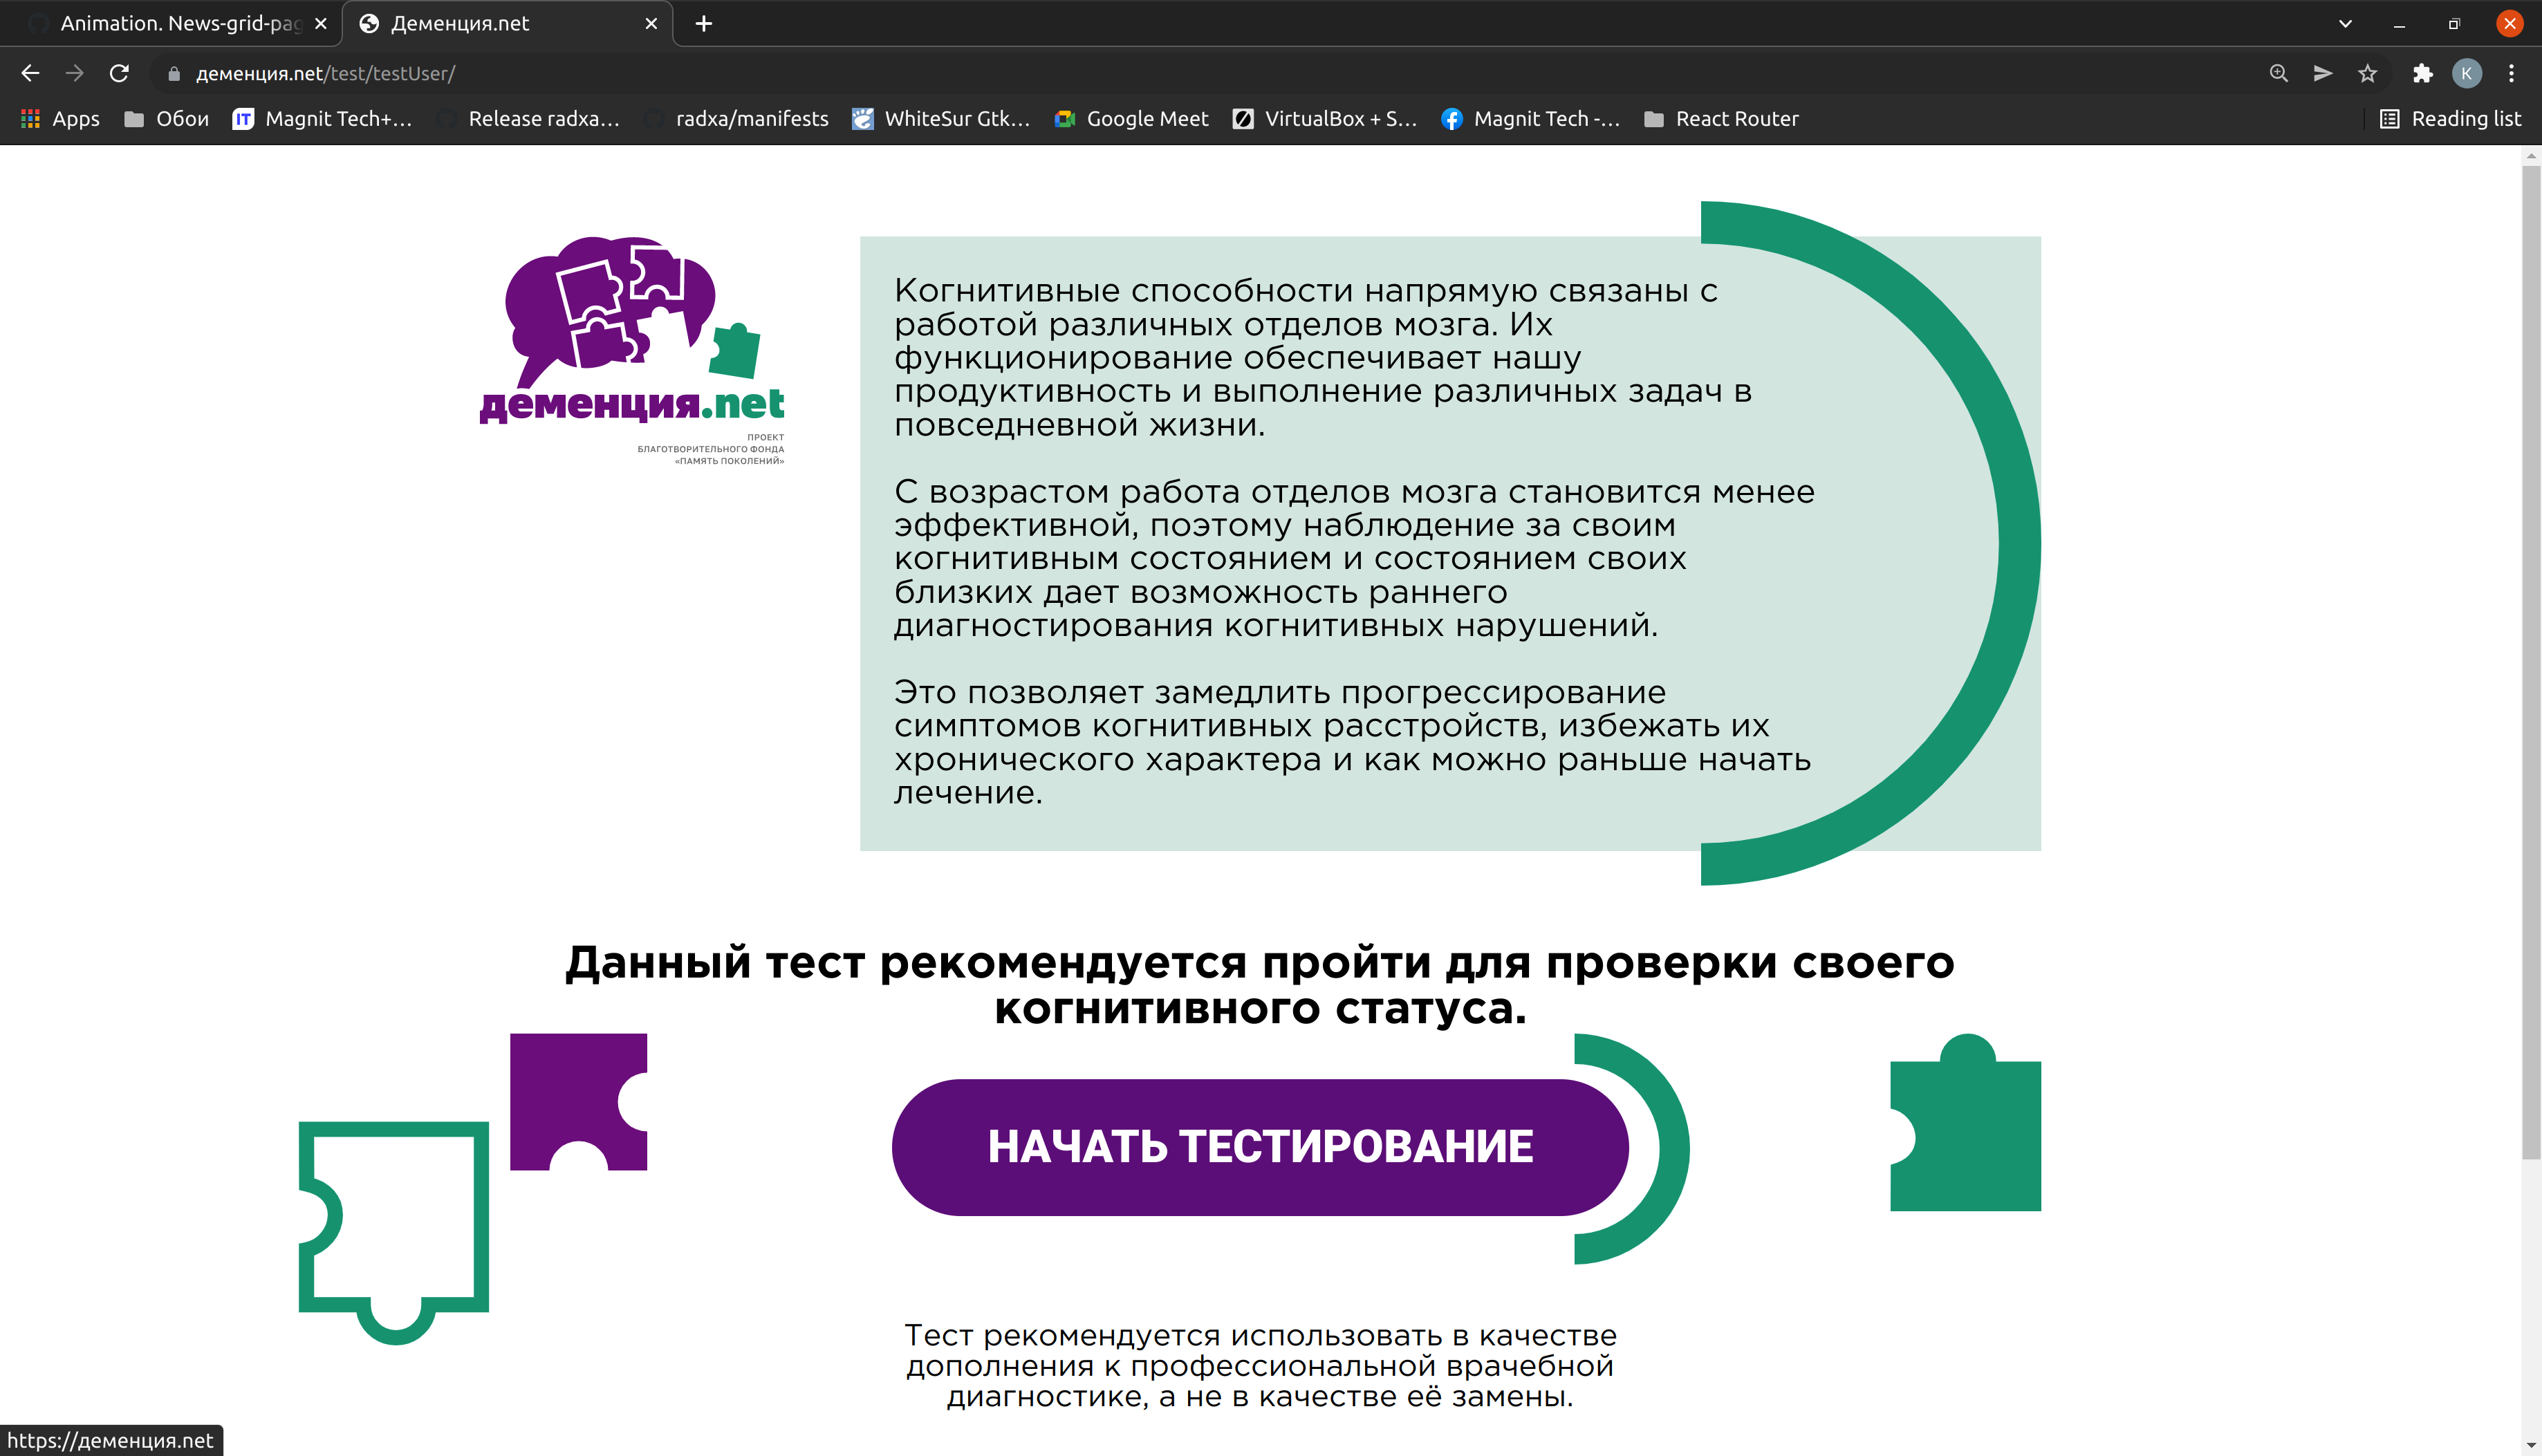 Animation. News-grid-pag
Деменция.net
деменция.net/test/testUser/
K
Apps
Обои
IT
Magnit Tech+...
Release radxa...
radxa/manifests
WhiteSur Gtk...
Google Meet
VirtualBox + S...
Magnit Tech -...
React Router
Reading list
деменция.net
ПРОЕКТ
БЛАГОТВОРИТЕЛЬНОГО ФОНДА
«ПАМЯТЬ ПОКОЛЕНИЙ»
Когнитивные способности напрямую связаны с
работой различных отделов мозга. Их
функционирование обеспечивает нашу
продуктивность и выполнение различных задач в
повседневной жизни.
С возрастом работа отделов мозга становится менее
эффективной, поэтому наблюдение за своим
когнитивным состоянием и состоянием своих
близких дает возможность раннего
диагностирования когнитивных нарушений.
Это позволяет замедлить прогрессирование
симптомов когнитивных расстройств, избежать их
хронического характера и как можно раньше начать
лечение.
Данный тест рекомендуется пройти для проверки своего
когнитивного статуса.
НАЧАТЬ ТЕСТИРОВАНИЕ
Тест рекомендуется использовать в качестве
дополнения к профессиональной врачебной
диагностике, а не в качестве её замены.
https://деменция.net